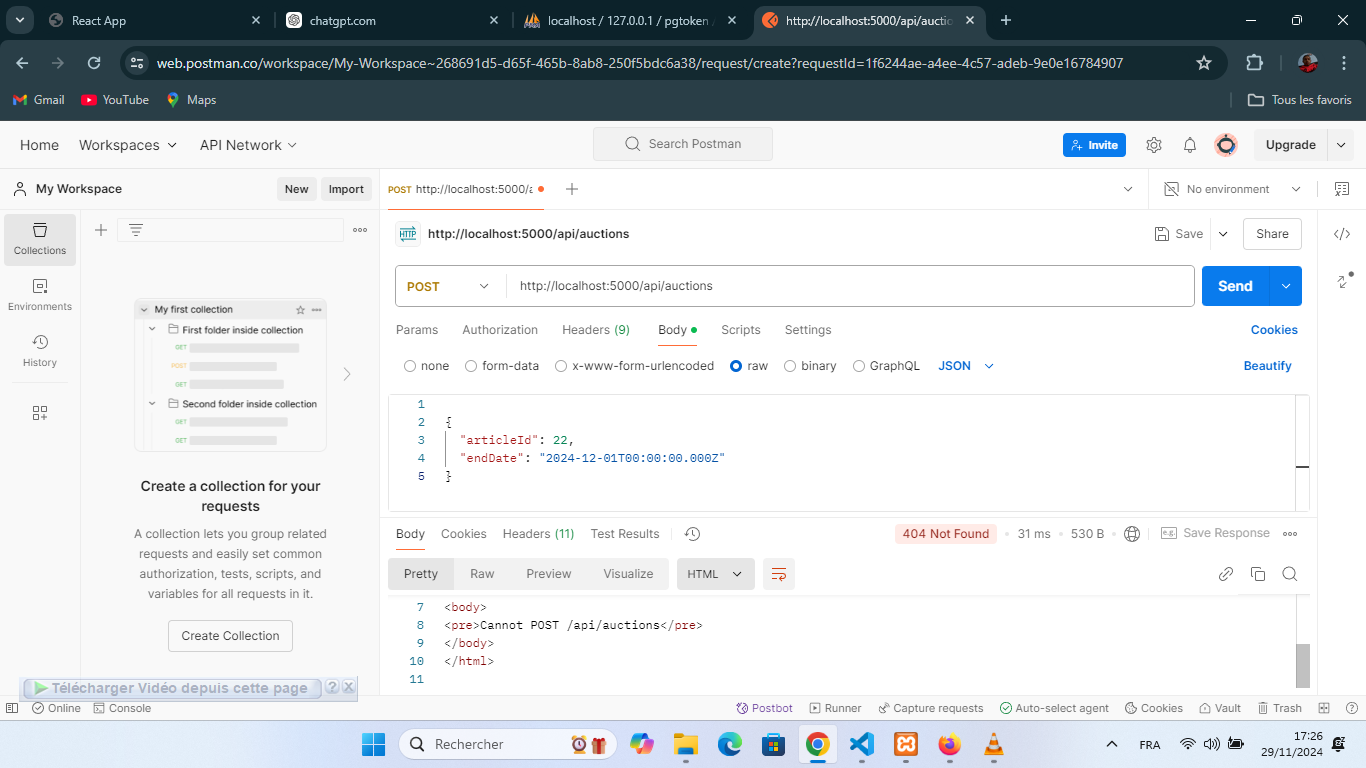 React App
chatgpt.com
localhost / 127.0.0.1 / pgtoken
http://localhost:5000/api/auctio
web.postman.co/workspace/My-Workspace~268691d5-d65f-465b-8ab8-250f5bdc6a38/request/create?requestId=1f6244ae-a4ee-4c57-adeb-9e0e16784907
Gmail
YouTube
Maps
Tous les favoris
Home
Workspaces
API Network
Search Postman
Invite
Upgrade
My Workspace
New
Import
POST http://localhost:5000/a
No environment
Collections
Environments
History
My first collection
First folder inside collection
GET
POST
GET
Second folder inside collection
GET
GET
Create a collection for your
requests
A collection lets you group related
requests and easily set common
authorization, tests, scripts, and
variables for all requests in it.
Create Collection
HTTP http://localhost:5000/api/auctions
Save
Share
POST
http://localhost:5000/api/auctions
Send
Params
Authorization
Headers (9)
Body
Scripts
Settings
Cookies
none
form-data
x-www-form-urlencoded
raw
binary
GraphQL
JSON
Beautify
1
2 {
3 "articleId": 22,
4 "endDate": "2024-12-01T00:00:00.000Z"
5 }
Body
Cookies
Headers (11)
Test Results
404 Not Found
31 ms
530 B
e.g.
Save Response
Pretty
Raw
Preview
Visualize
HTML
7 <body>
8 <pre>Cannot POST /api/auctions</pre>
9 </body>
10 </html>
11
Télécharger Vidéo depuis cette page
? X
Online
Console
Postbot
Runner
Capture requests
Auto-select agent
Cookies
Vault
Trash
Rechercher
FRA
17:26
29/11/2024